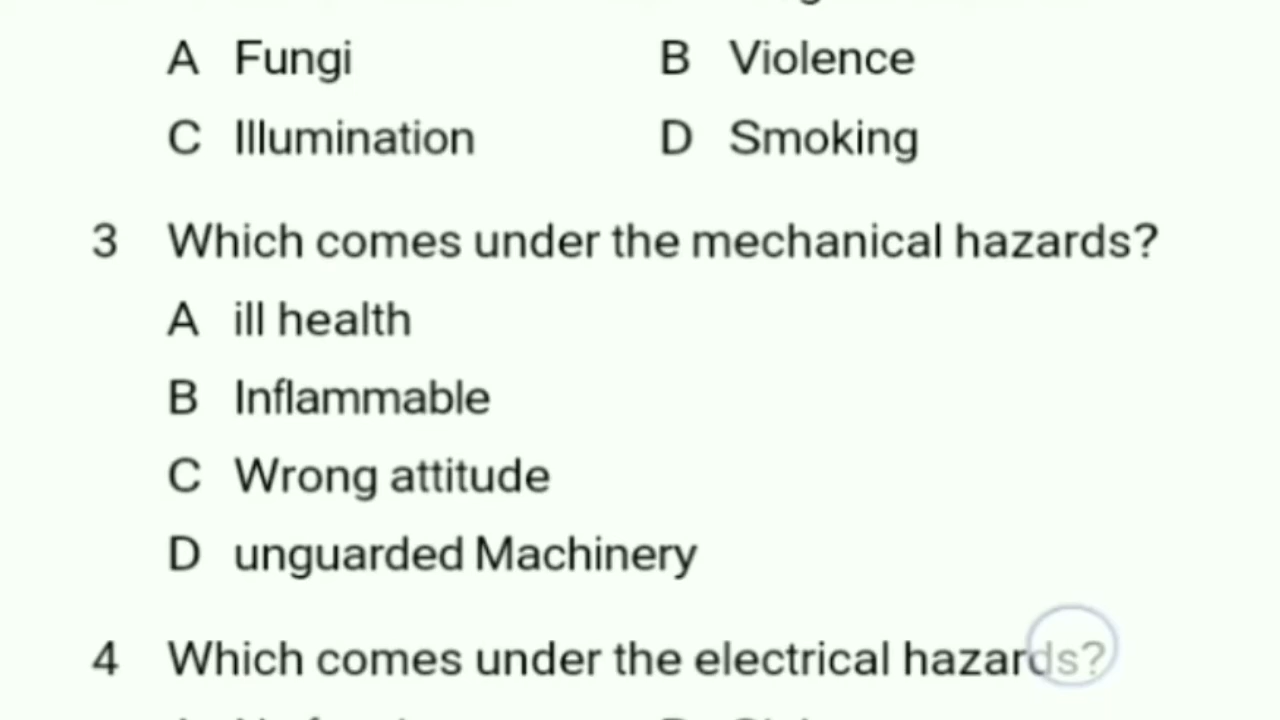 A Fungi B Violence
C Illumination D Smoking
3 Which comes under the mechanical hazards?
A ill health
B Inflammable
C Wrong attitude
D unguarded Machinery
4 Which comes under the electrical hazards?